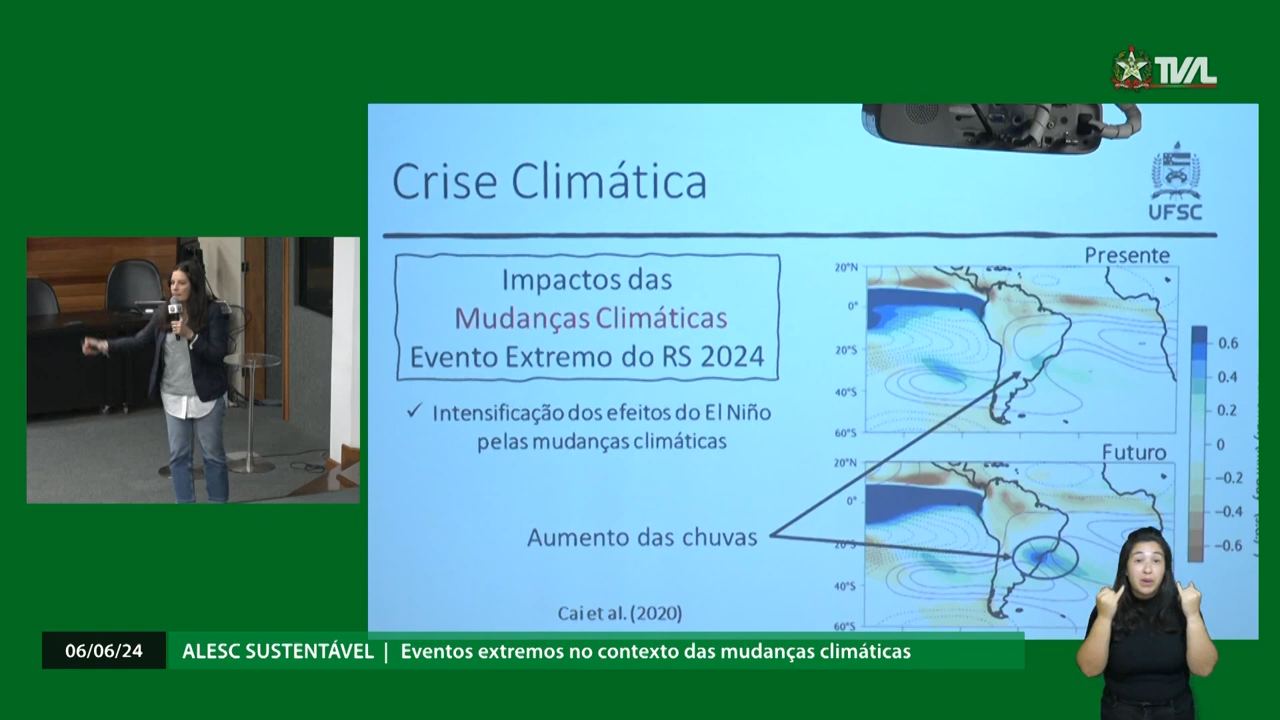 TVAL
Crise Climática
UFSC
Impactos das
Mudanças Climáticas
Evento Extremo do RS 2024
✓ Intensificação dos efeitos do El Niño
pelas mudanças climáticas
Aumento das chuvas
Cai et al. (2020)
Presente
20°N
0°
20°S
40°S
60°S
Futuro
20°N
0°
20°S
40°S
60°S
0.6
0.4
0.2
0
−0.2
−0.4
−0.6
06/06/24
ALESC SUSTENTÁVEL | Eventos extremos no contexto das mudanças climáticas